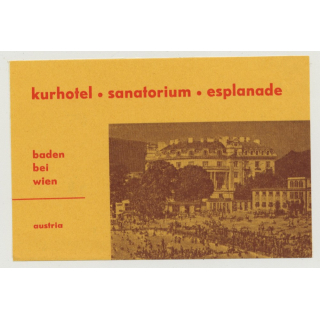 kurhotel • sanatorium • esplanade
baden
bei
wien
austria